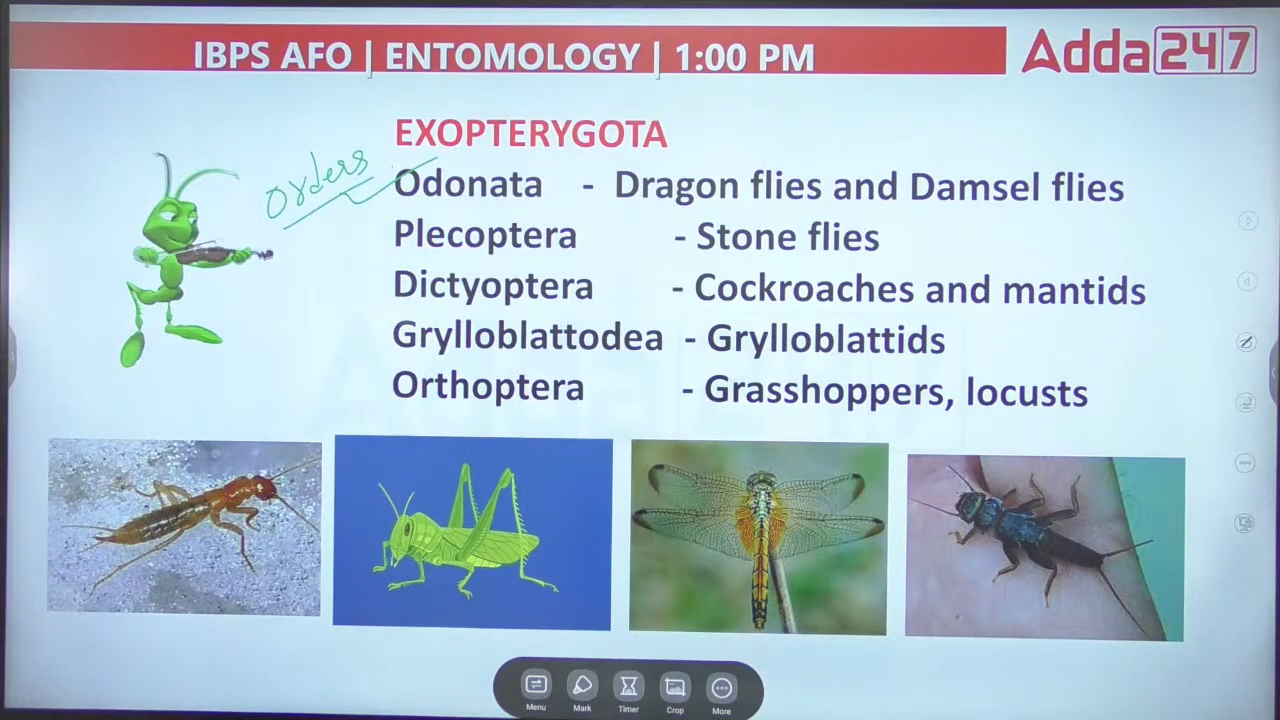 IBPS AFO | ENTOMOLOGY | 1:00 PM
Adda247
EXOPTERYGOTA
orders
Odonata - Dragon flies and Damsel flies
Plecoptera - Stone flies
Dictyoptera - Cockroaches and mantids
Grylloblattodea - Grylloblattids
Orthoptera - Grasshoppers, locusts
Menu Mark Timer Crop More